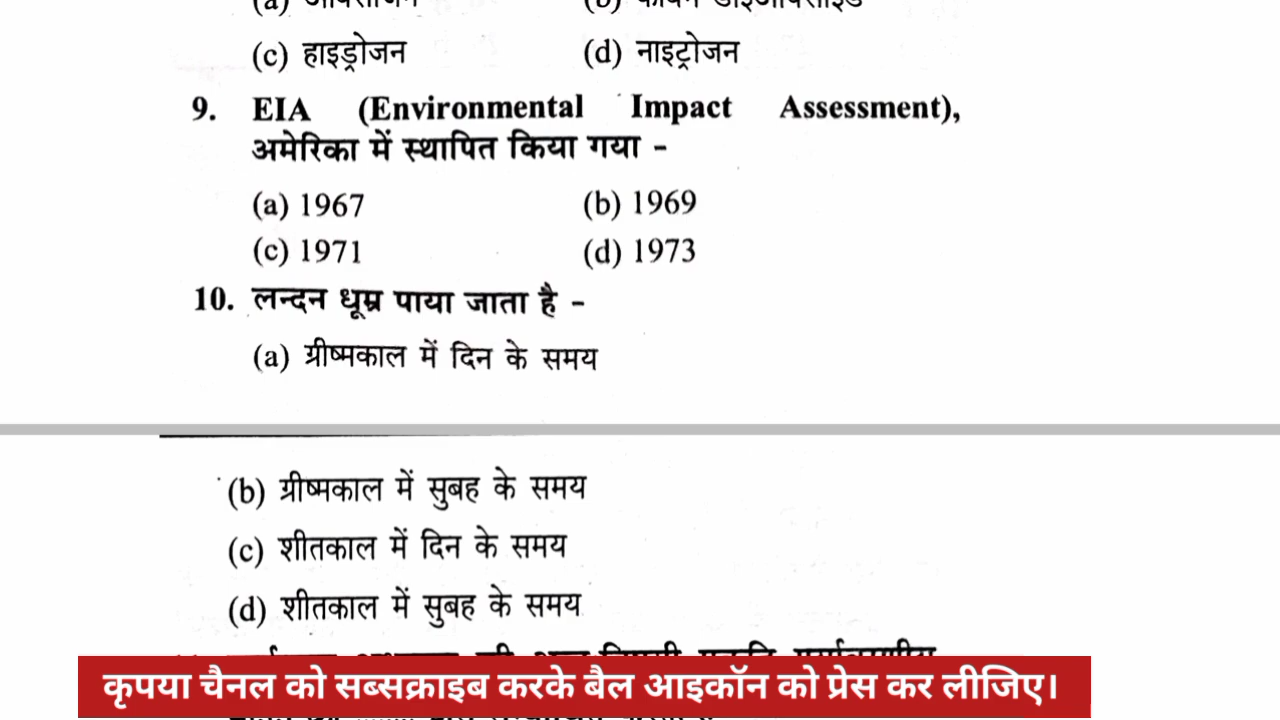 (c) हाइड्रोजन (d) नाइट्रोजन
9. EIA (Environmental Impact Assessment),
अमेरिका में स्थापित किया गया -
(a) 1967 (b) 1969
(c) 1971 (d) 1973
10. लन्दन धूम्र पाया जाता है -
(a) ग्रीष्मकाल में दिन के समय
(b) ग्रीष्मकाल में सुबह के समय
(c) शीतकाल में दिन के समय
(d) शीतकाल में सुबह के समय
कृपया चैनल को सब्सक्राइब करके बैल आइकॉन को प्रेस कर लीजिए।